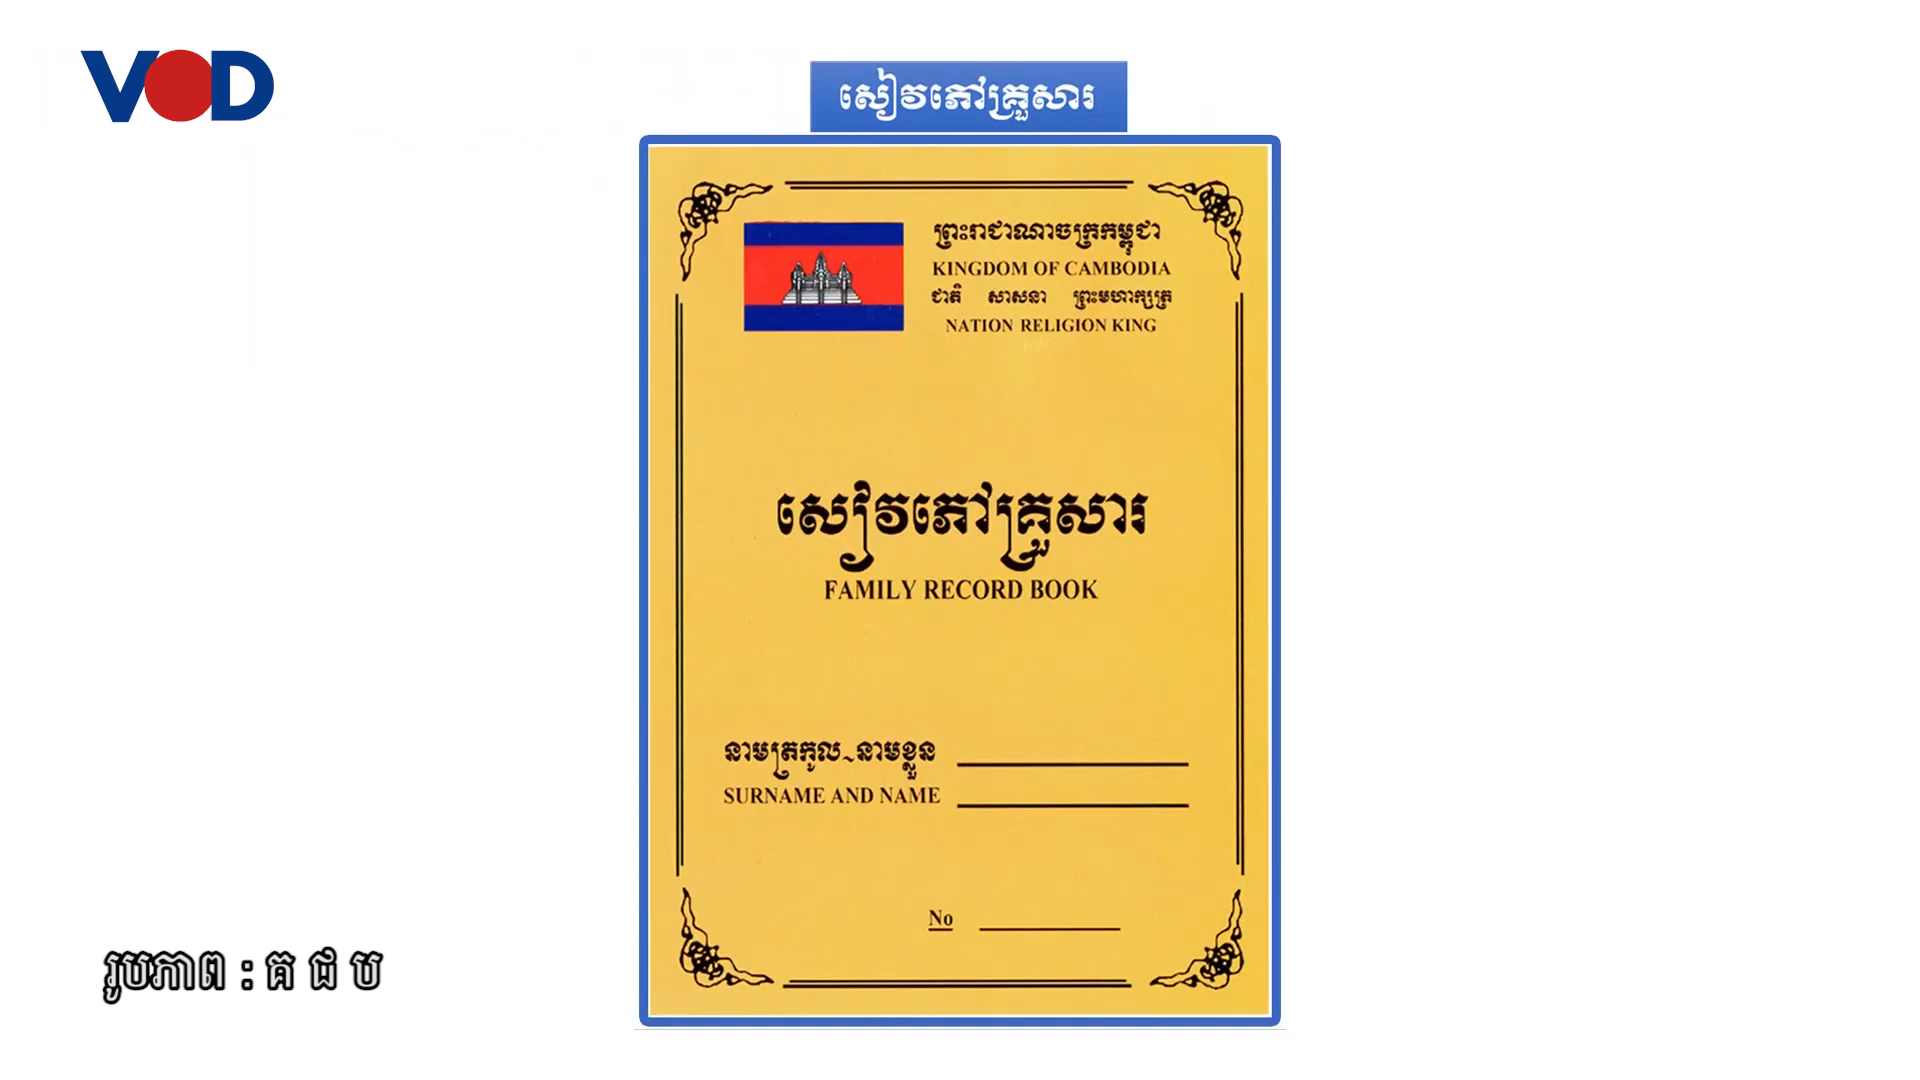 VOD
សៀវភៅគ្រួសារ
ព្រះរាជាណាចក្រកម្ពុជា
KINGDOM OF CAMBODIA
ជាតិ សាសនា ព្រះមហាក្សត្រ
NATION RELIGION KING
សៀវភៅគ្រួសារ
FAMILY RECORD BOOK
នាមត្រកូល~នាមខ្លួន
SURNAME AND NAME
No
រូបភាព : គ ជ ប